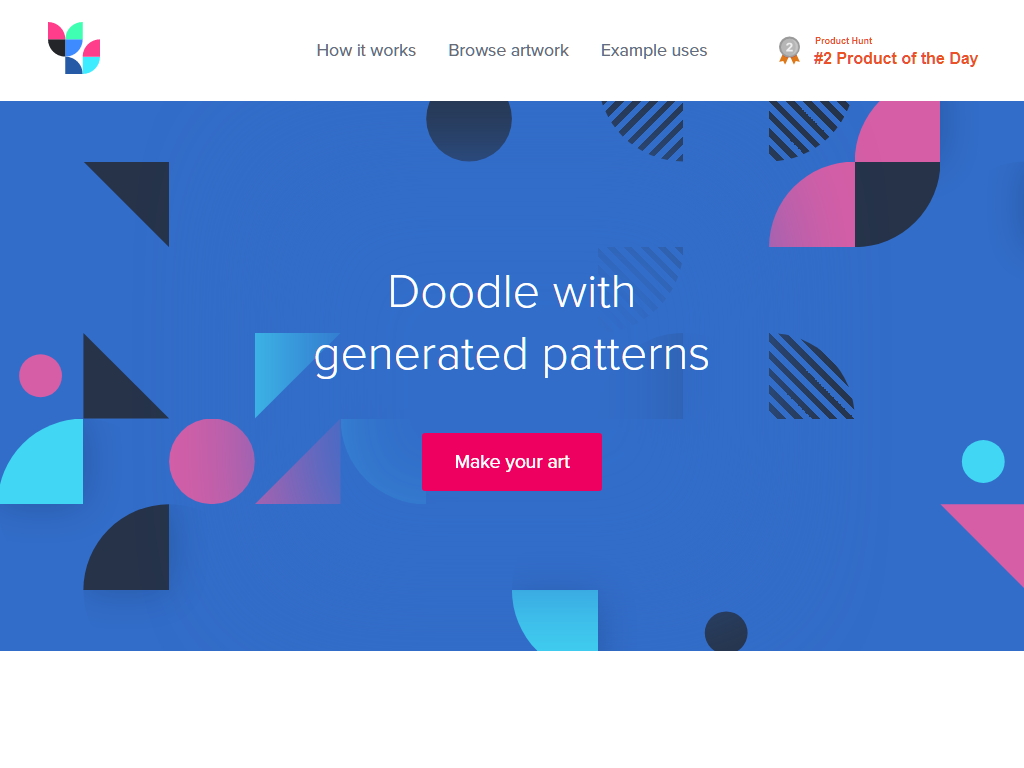 How it works
Browse artwork
Example uses
2
Product Hunt
#2 Product of the Day
Doodle with
generated patterns
Make your art